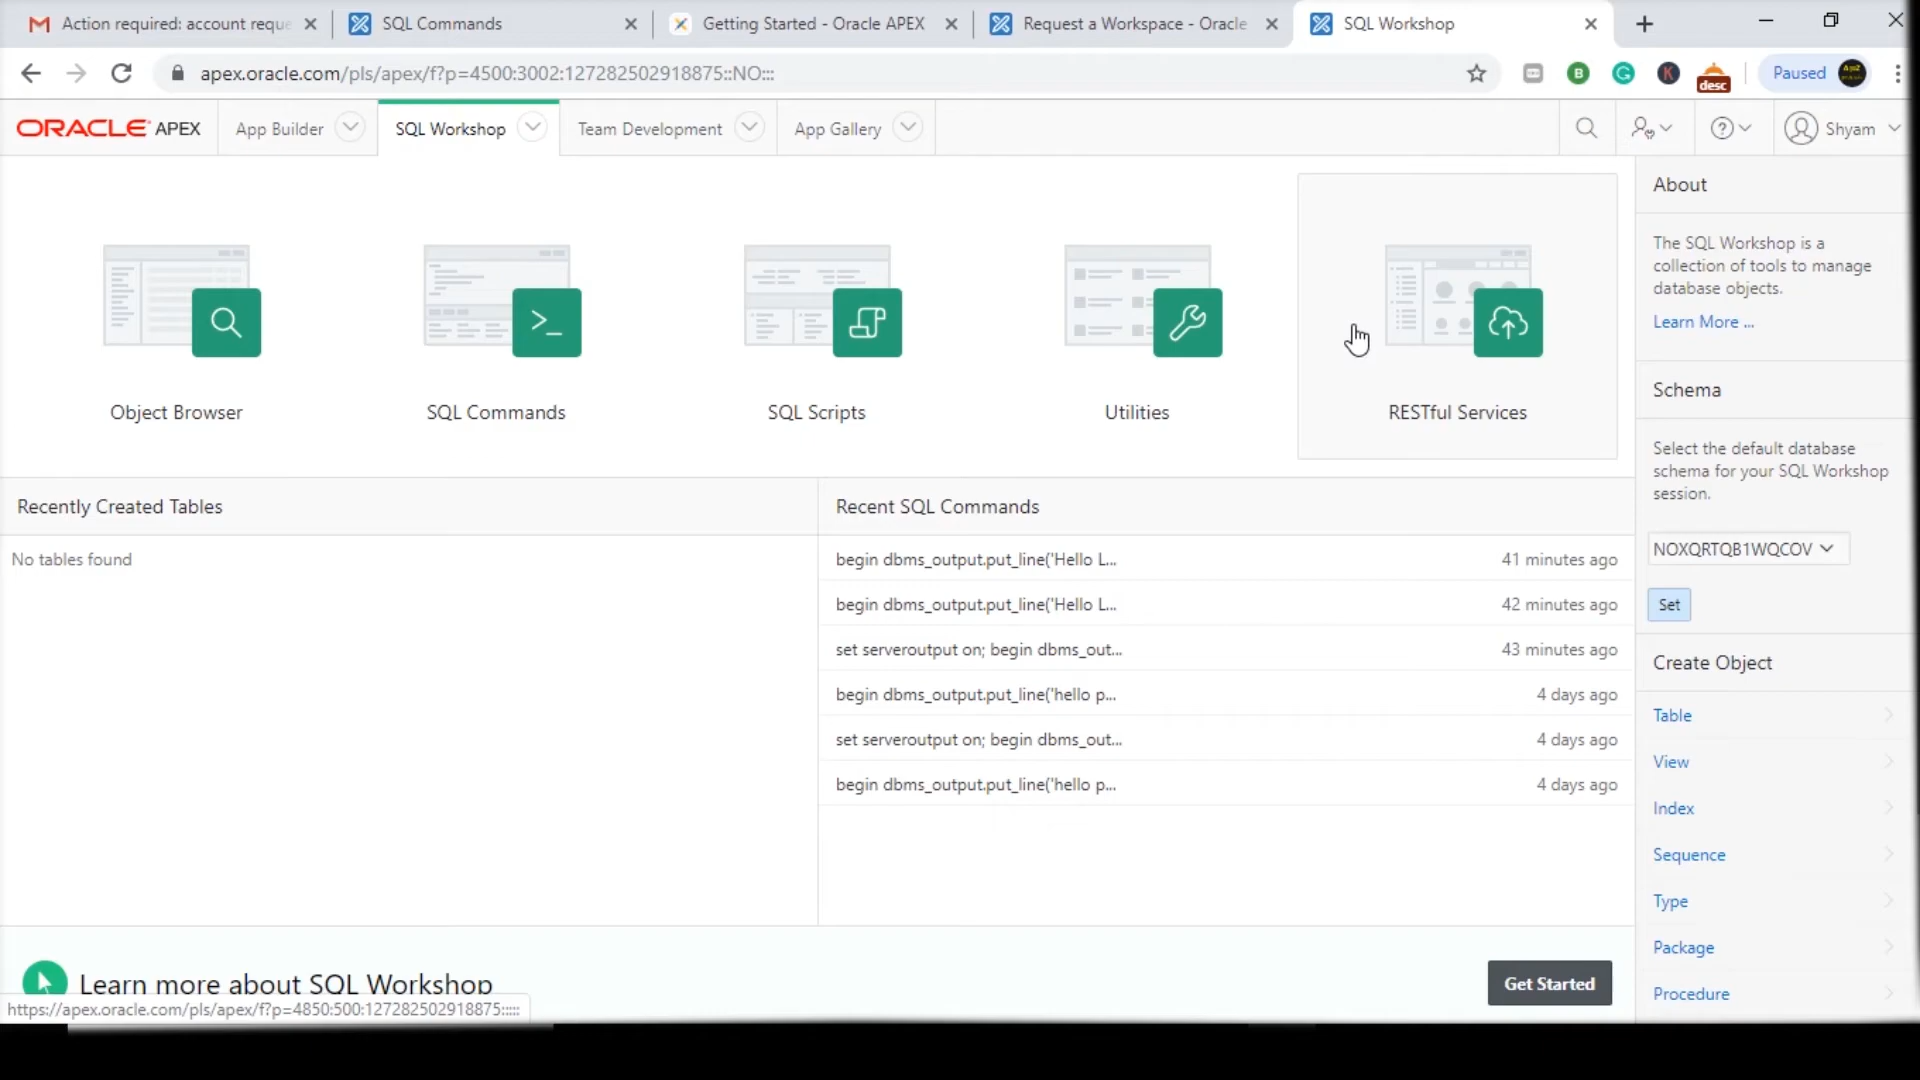 Action required: account reque
SQL Commands
Getting Started - Oracle APEX
Request a Workspace - Oracle
SQL Workshop
apex.oracle.com/pls/apex/f?p=4500:3002:127282502918875::NO:::
B
K
desc
Paused
ORACLE APEX
App Builder
SQL Workshop
Team Development
App Gallery
Shyam
Object Browser
SQL Commands
SQL Scripts
Utilities
RESTful Services
About
The SQL Workshop is a
collection of tools to manage
database objects.
Learn More ...
Schema
Select the default database
schema for your SQL Workshop
session.
NOXQRTQB1WQCOV
Set
Create Object
Table
View
Index
Sequence
Type
Package
Procedure
Recently Created Tables
No tables found
Recent SQL Commands
begin dbms_output.put_line('Hello L... 41 minutes ago
begin dbms_output.put_line('Hello L... 42 minutes ago
set serveroutput on; begin dbms_out... 43 minutes ago
begin dbms_output.put_line('hello p... 4 days ago
set serveroutput on; begin dbms_out... 4 days ago
begin dbms_output.put_line('hello p... 4 days ago
Learn more about SQL Workshop
Get Started
https://apex.oracle.com/pls/apex/f?p=4850:500:127282502918875:::::